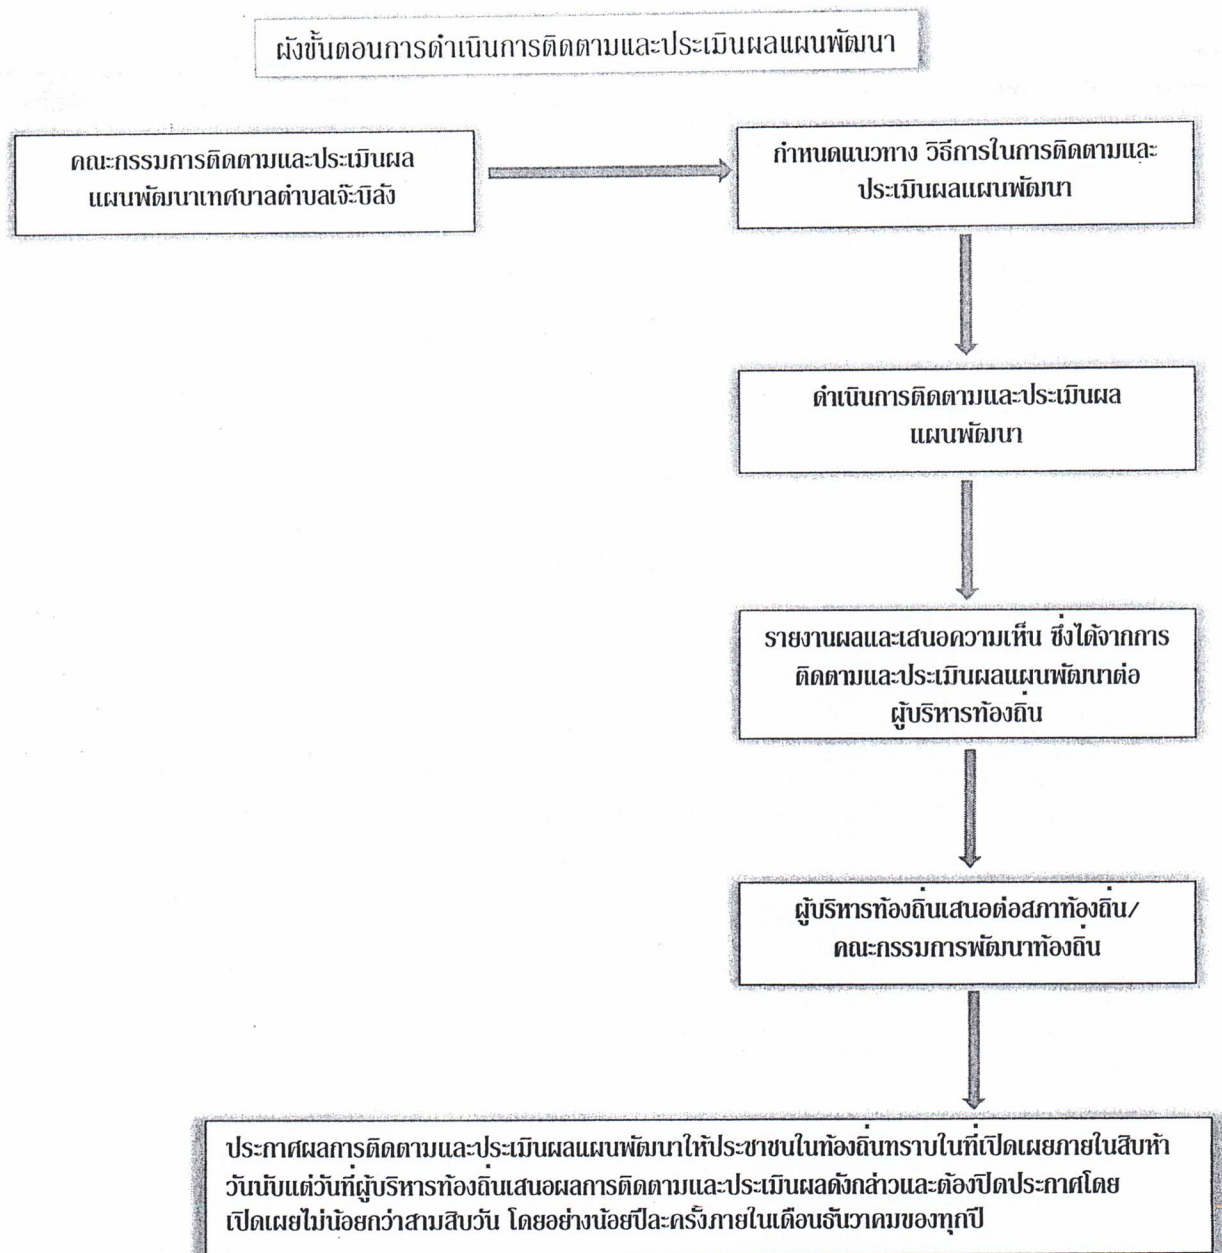 ผังขั้นตอนการดำเนินการติดตามและประเมินผลแผนพัฒนา
คณะกรรมการติดตามและประเมินผล
แผนพัฒนาเทศบาลตำบลเจ๊ะบิลัง
กำหนดแนวทาง วิธีการในการติดตามและ
ประเมินผลแผนพัฒนา
ดำเนินการติดตามและประเมินผล
แผนพัฒนา
รายงานผลและเสนอความเห็น ซึ่งได้จากการ
ติดตามและประเมินผลแผนพัฒนาต่อ
ผู้บริหารท้องถิ่น
ผู้บริหารท้องถิ่นเสนอต่อสภาท้องถิ่น/
คณะกรรมการพัฒนาท้องถิ่น
ประกาศผลการติดตามและประเมินผลแผนพัฒนาให้ประชาชนในท้องถิ่นทราบในที่เปิดเผยภายในสิบห้า
วันนับแต่วันที่ผู้บริหารท้องถิ่นเสนอผลการติดตามและประเมินผลดังกล่าวและต้องปิดประกาศโดย
เปิดเผยไม่น้อยกว่าสามสิบวัน โดยอย่างน้อยปีละครั้งภายในเดือนธันวาคมของทุกปี